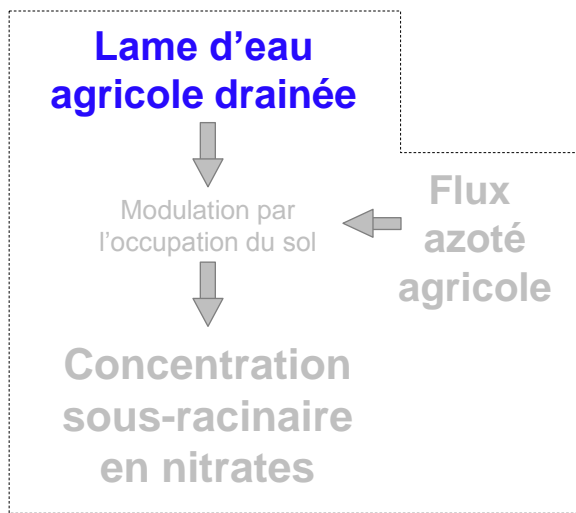 Lame d’eau
agricole drainée
Modulation par
l’occupation du sol
Flux
azoté
agricole
Concentration
sous-racinaire
en nitrates